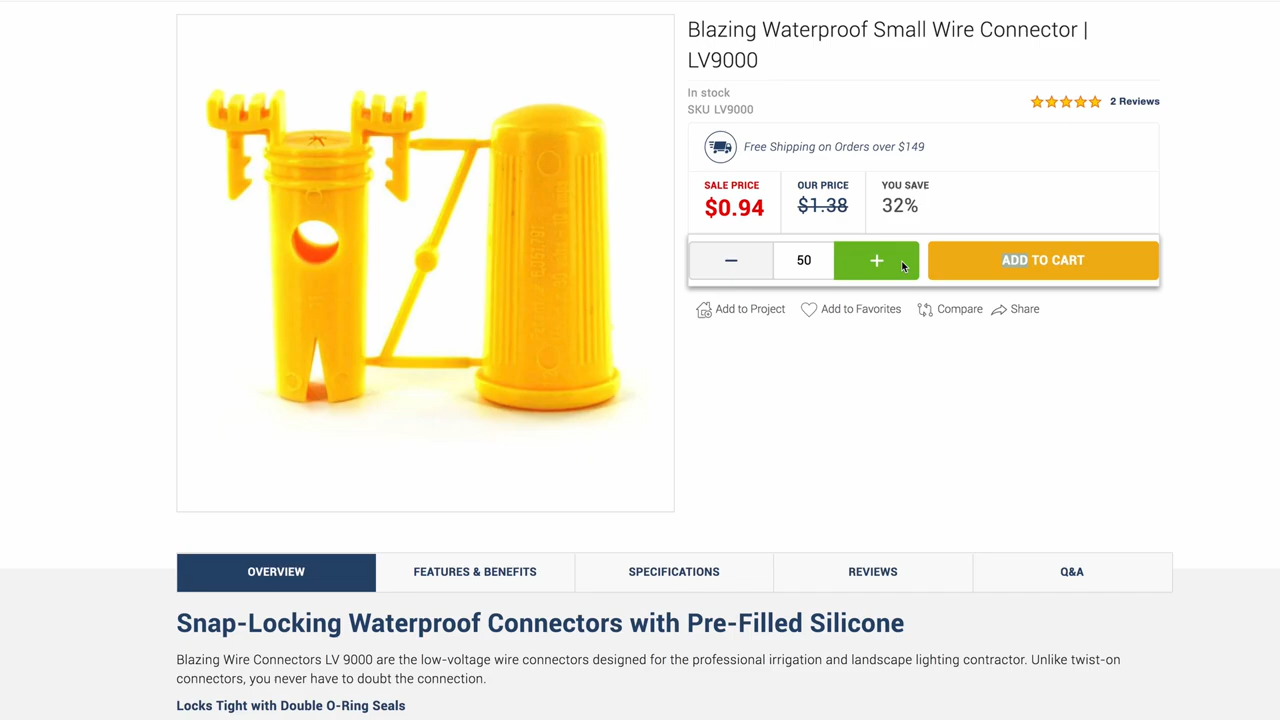 Blazing Waterproof Small Wire Connector |
LV9000
In stock
SKU LV9000
2 Reviews
Free Shipping on Orders over $149
SALE PRICE
$0.94
OUR PRICE
$1.38
YOU SAVE
32%
− 50 +
ADD TO CART
Add to Project
Add to Favorites
Compare
Share
OVERVIEW
FEATURES & BENEFITS
SPECIFICATIONS
REVIEWS
Q&A
Snap-Locking Waterproof Connectors with Pre-Filled Silicone
Blazing Wire Connectors LV 9000 are the low-voltage wire connectors designed for the professional irrigation and landscape lighting contractor. Unlike twist-on
connectors, you never have to doubt the connection.
Locks Tight with Double O-Ring Seals